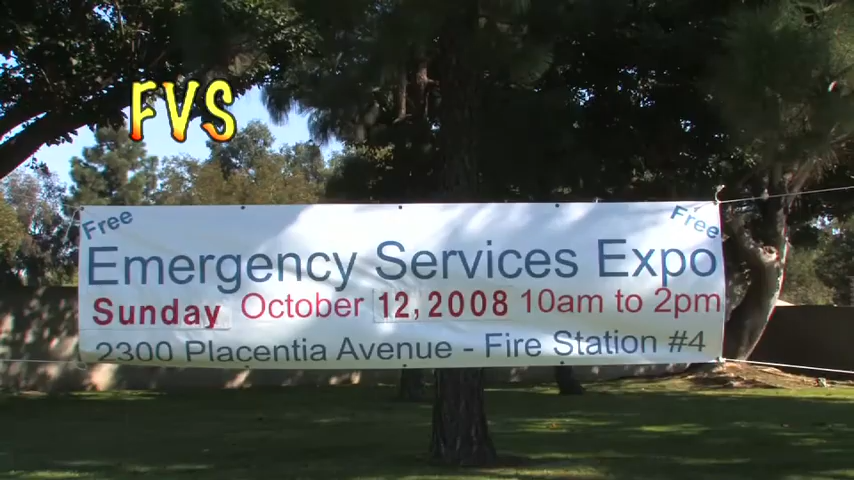 FVS
Free Free
Emergency Services Expo
Sunday October 12, 2008 10am to 2pm
2300 Placentia Avenue - Fire Station #4